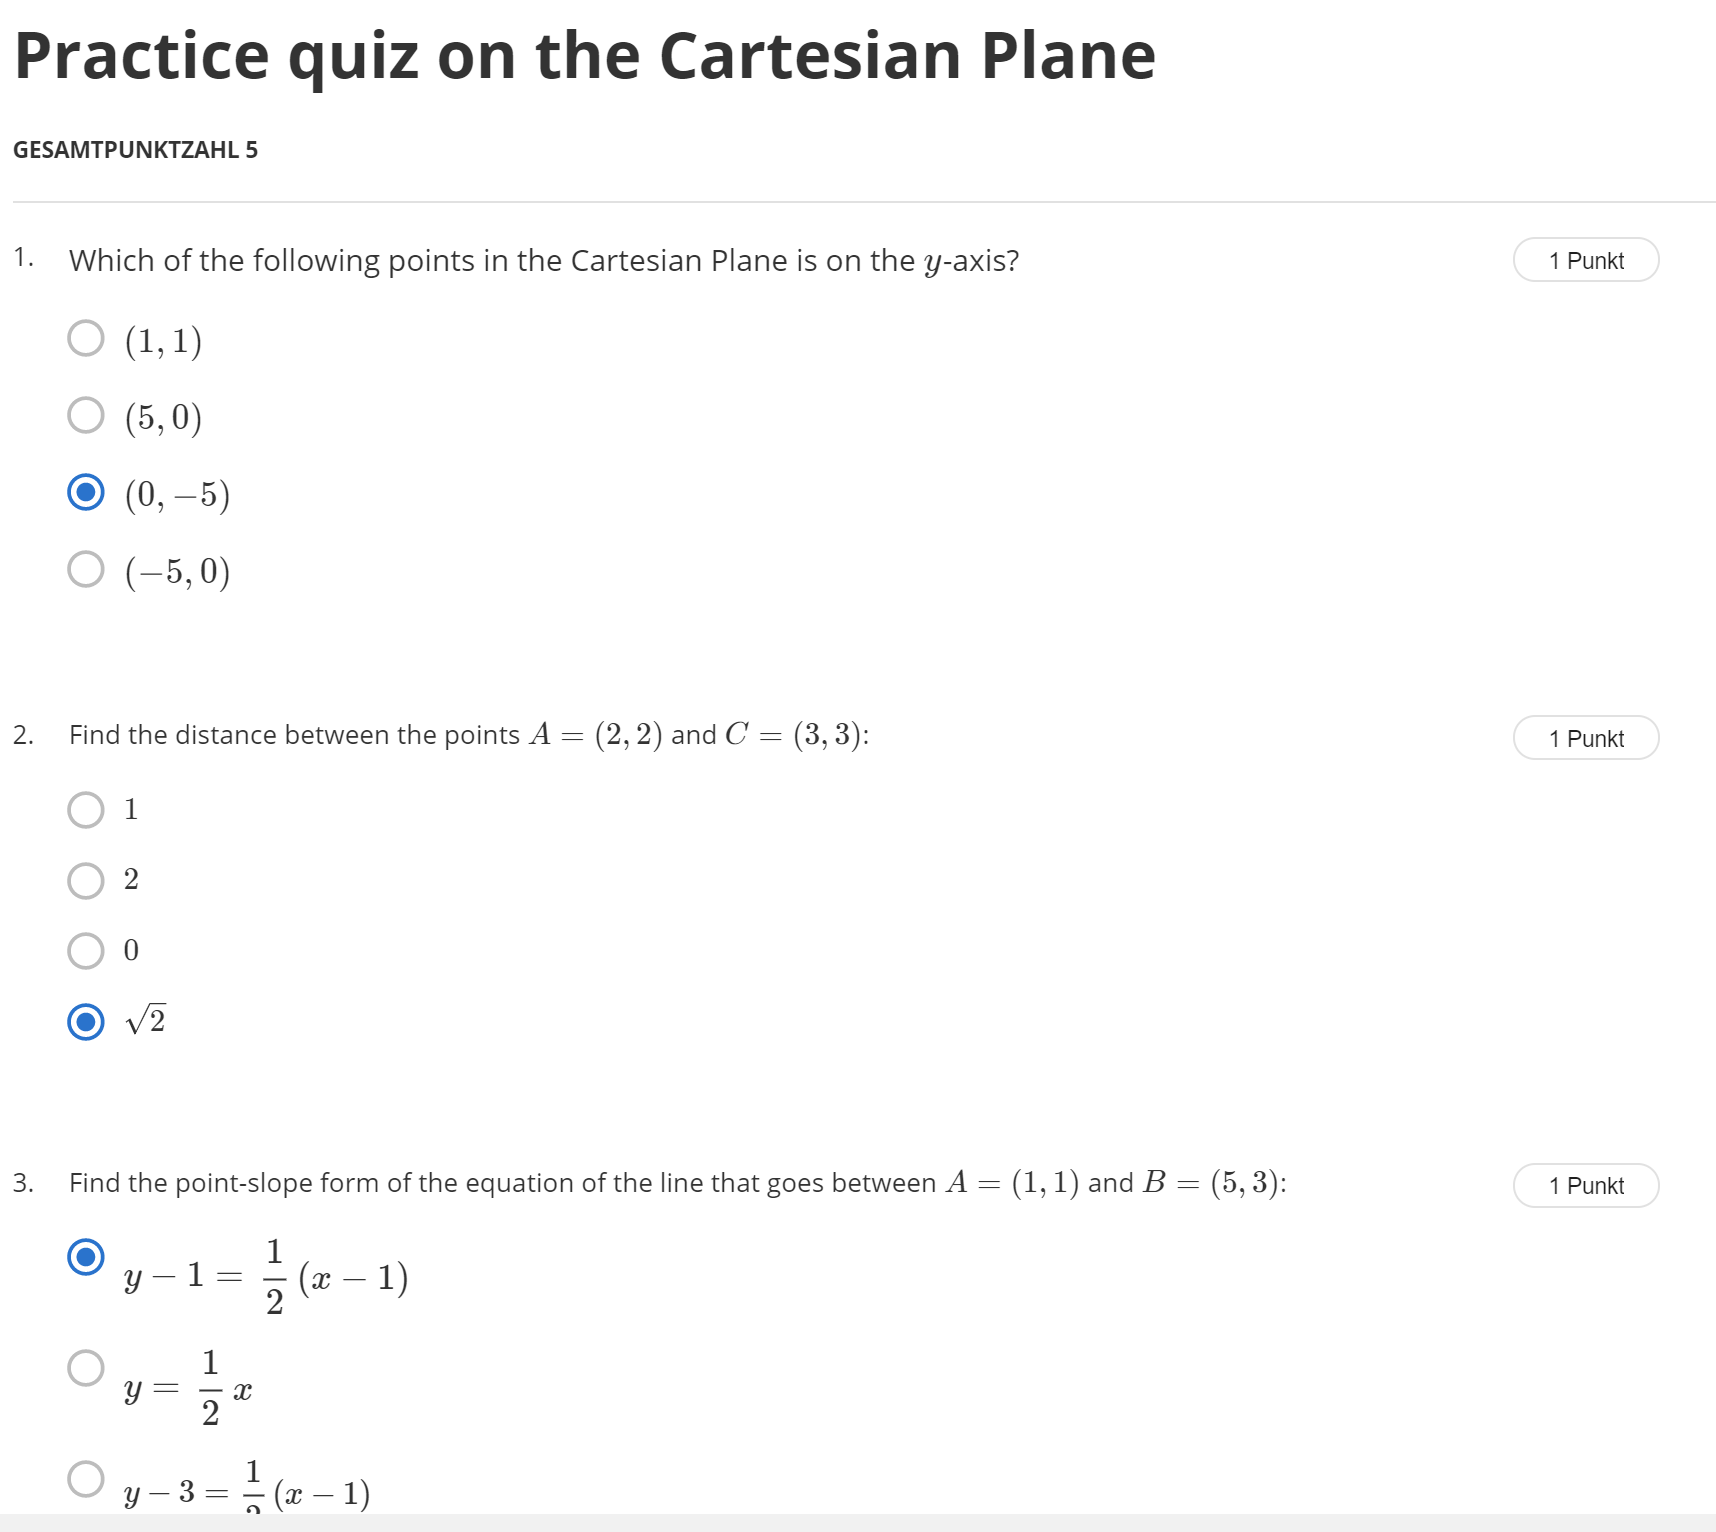 Practice quiz on the Cartesian Plane
GESAMTPUNKTZAHL 5
1. Which of the following points in the Cartesian Plane is on the y-axis? 1 Punkt
(1, 1)
(5, 0)
(0, −5)
(−5, 0)
2. Find the distance between the points A = (2, 2) and C = (3, 3): 1 Punkt
1
2
0
√2
3. Find the point-slope form of the equation of the line that goes between A = (1, 1) and B = (5, 3): 1 Punkt
y − 1 = 1/2 (x − 1)
y = 1/2 x
y − 3 = 1/2 (x − 1)